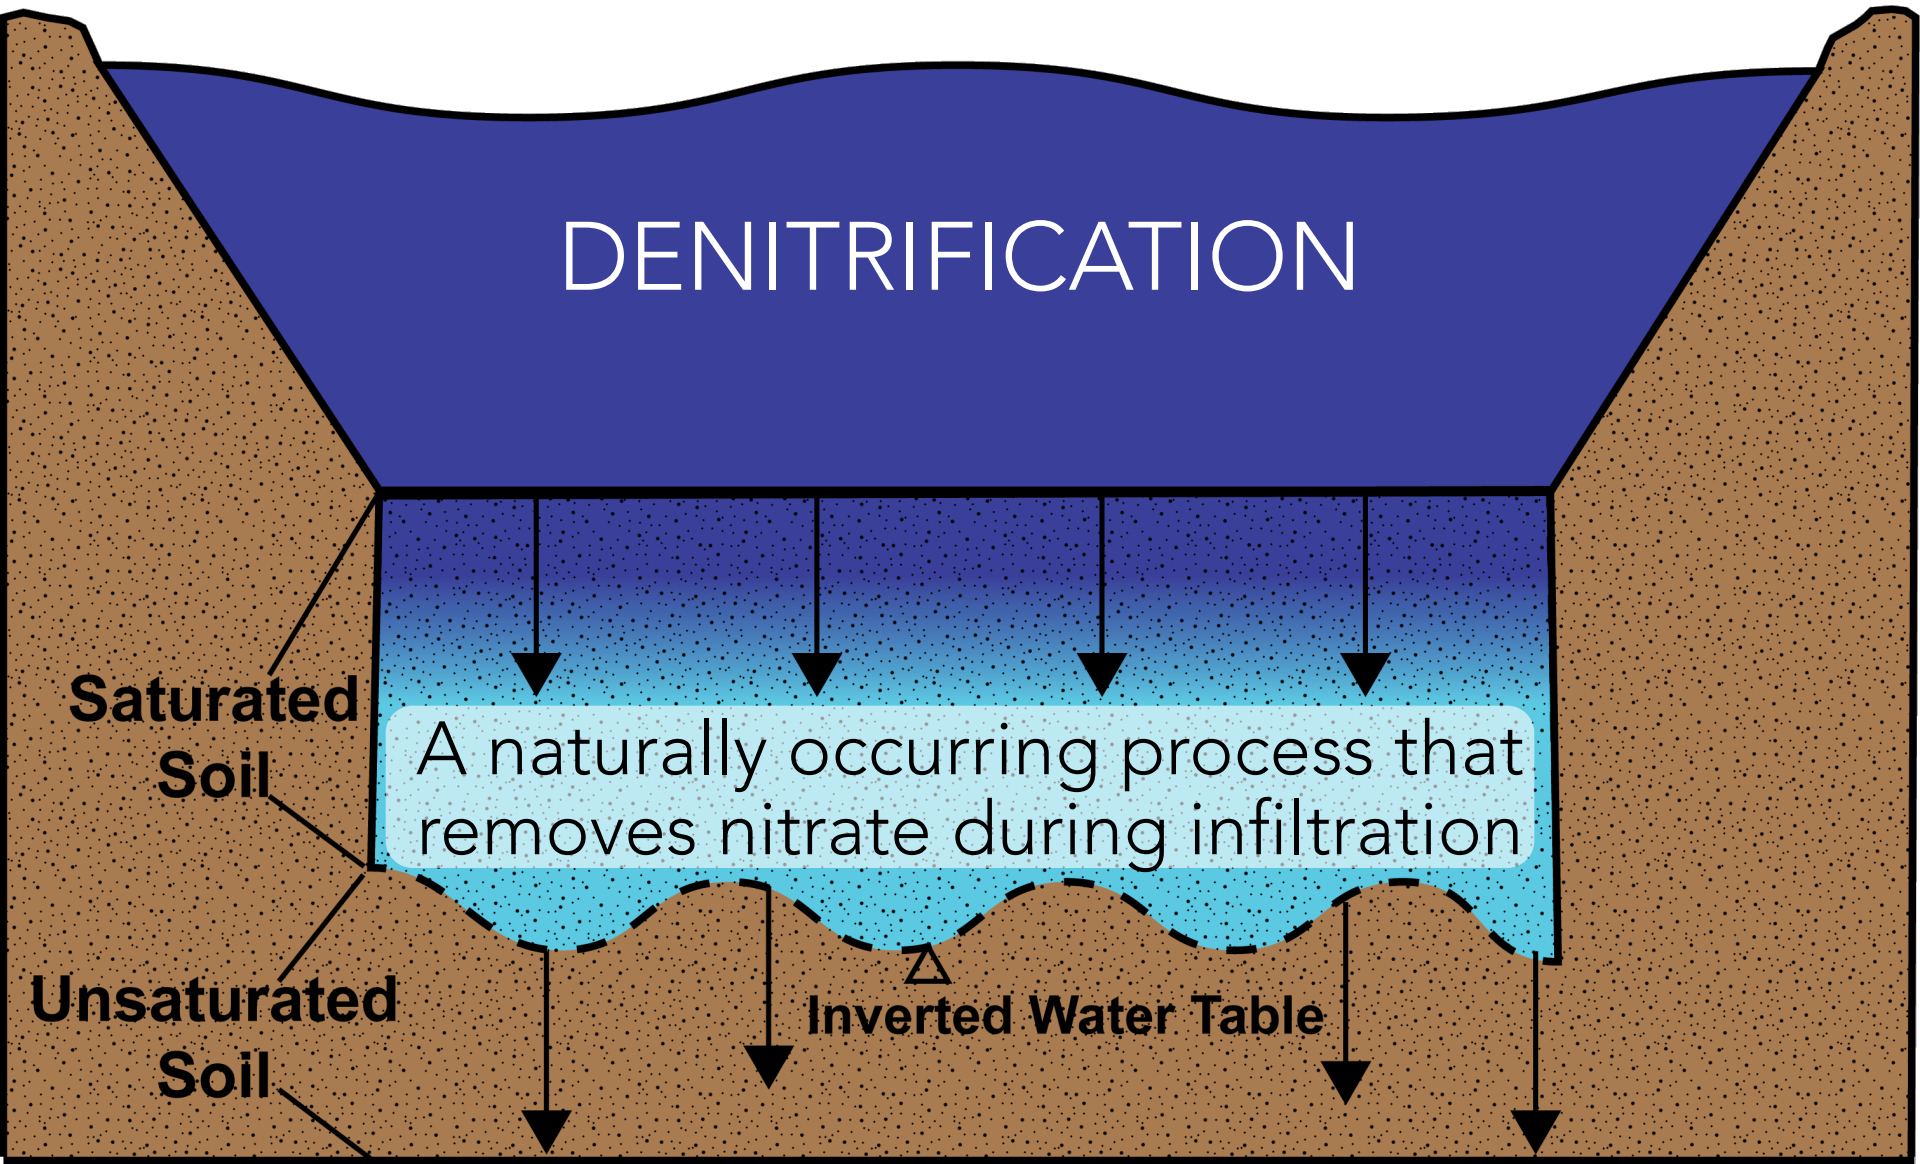 DENITRIFICATION
Saturated
Soil
A naturally occurring process that
removes nitrate during infiltration
Unsaturated
Soil
Inverted Water Table